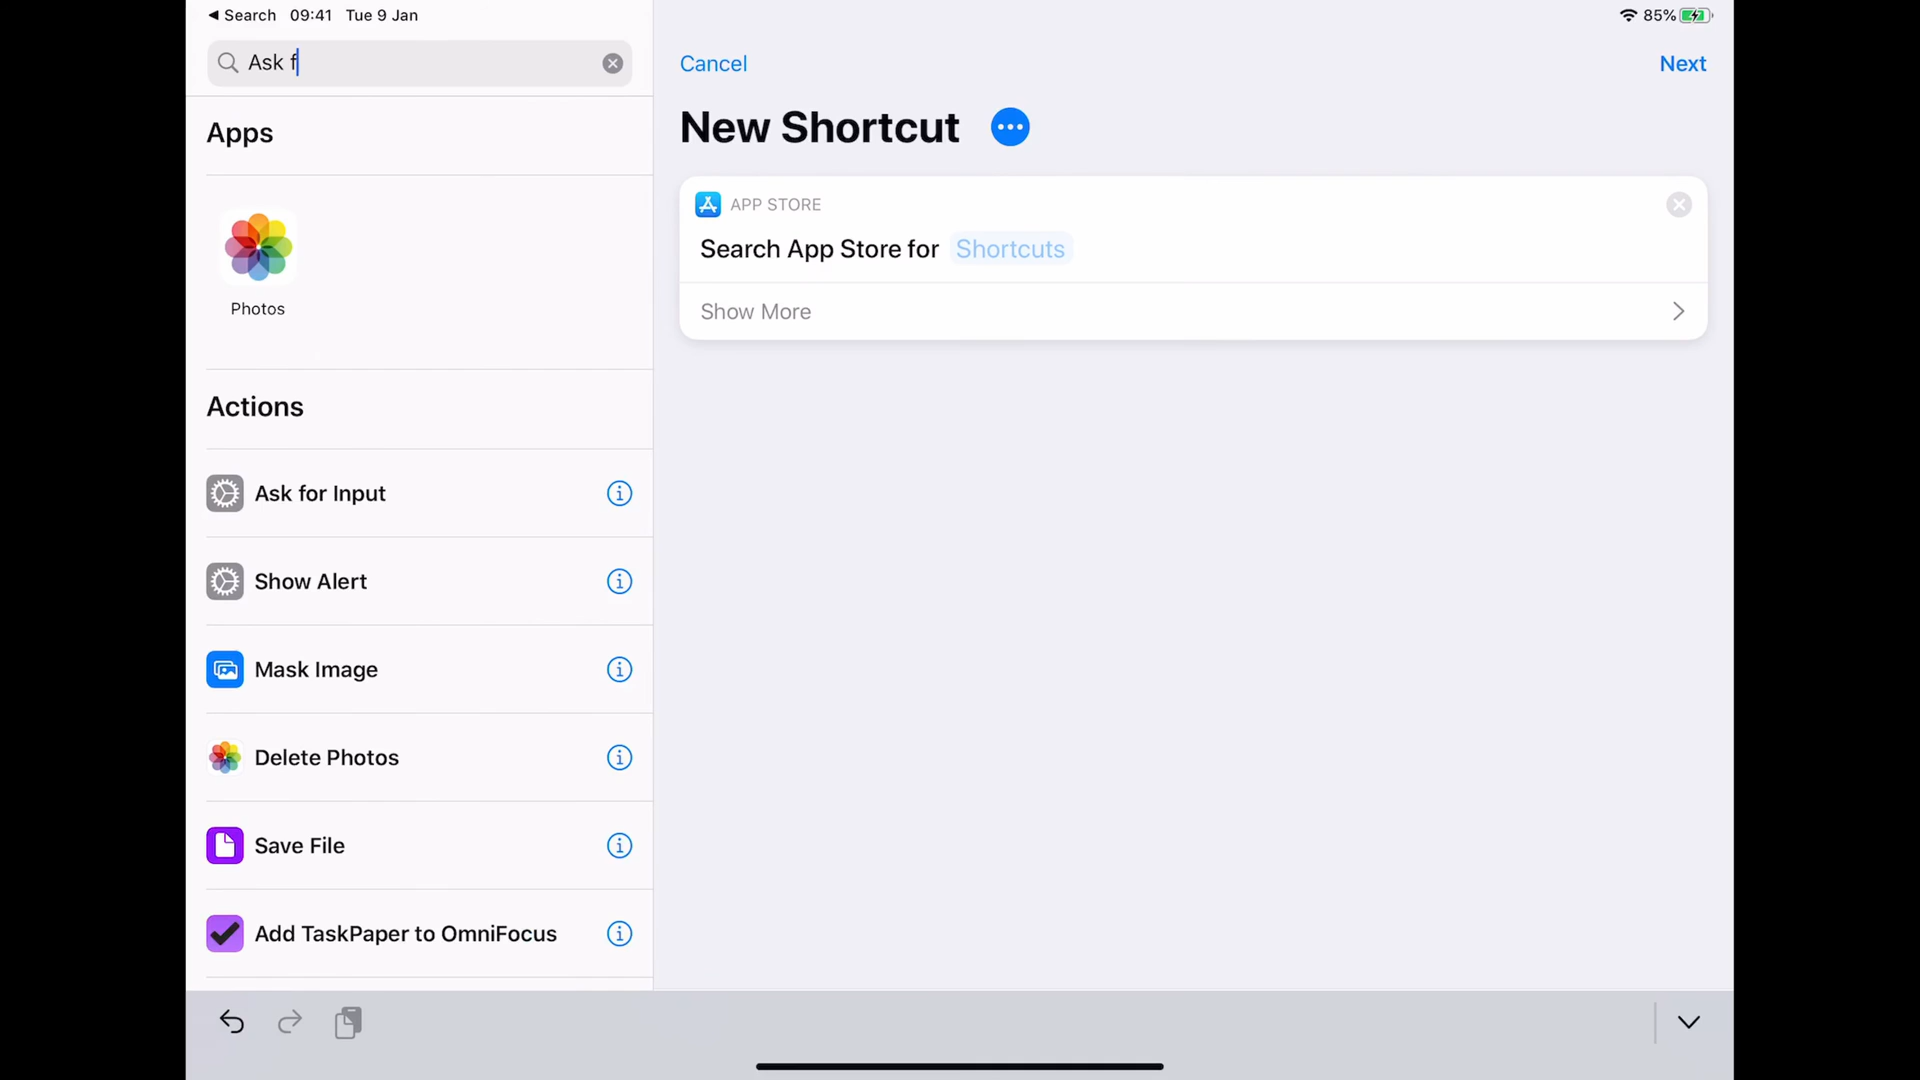 Search 09:41 Tue 9 Jan
85%
Ask f
Cancel
Next
Apps
New Shortcut
Photos
APP STORE
Search App Store for Shortcuts
Show More
Actions
Ask for Input
Show Alert
Mask Image
Delete Photos
Save File
Add TaskPaper to OmniFocus